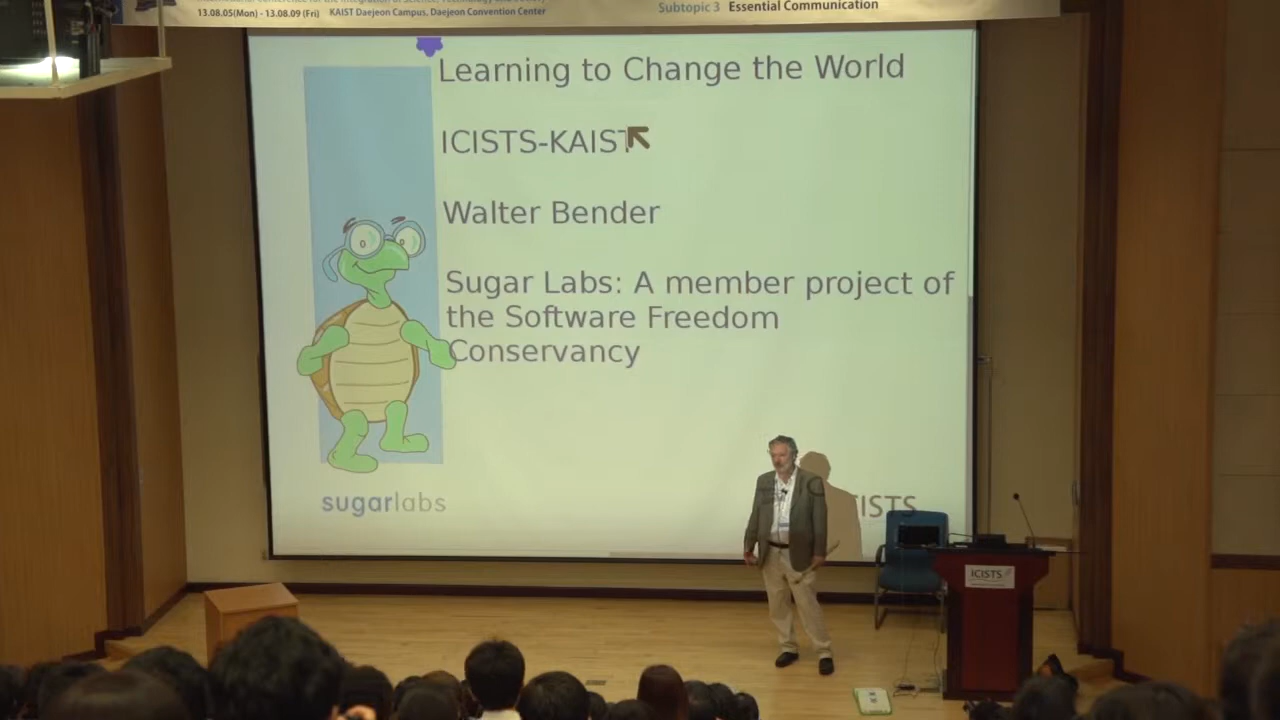 13.08.05(Mon) - 13.08.09 (Fri) KAIST Daejeon Campus, Daejeon Convention Center
Subtopic 3 Essential Communication
Learning to Change the World
ICISTS-KAIST
Walter Bender
Sugar Labs: A member project of
the Software Freedom
Conservancy
sugarlabs
ISTS
ICISTS